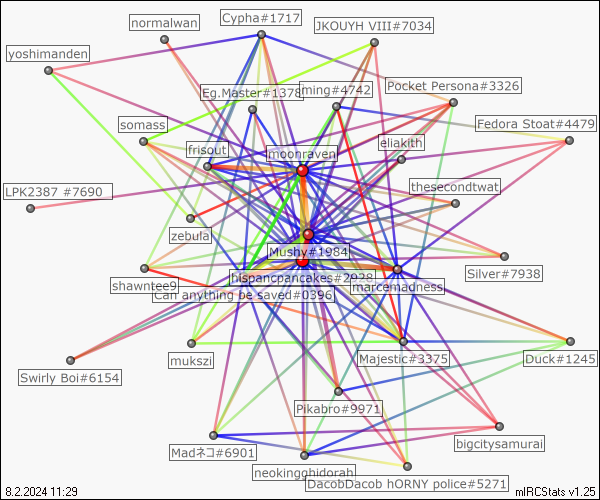 normalwan
Cypha#1717
JKOUYH VIII#7034
yoshimanden
Eg.Master#1378
ming#4742
Pocket Persona#3326
somass
Fedora Stoat#4479
frisout
moonraven
eliakith
LPK2387 #7690
thesecondtwat
zebula
Mushy#1984
Silver#7938
shawntee9
hispancpancakes#2928
marcemadness
Can anything be saved#0396
mukszi
Majestic#3375
Duck#1245
Swirly Boi#6154
Pikabro#9971
bigcitysamurai
Madネコ#6901
neokingghidorah
DacobDacob hORNY police#5271
8.2.2024 11:29
mIRCStats v1.25